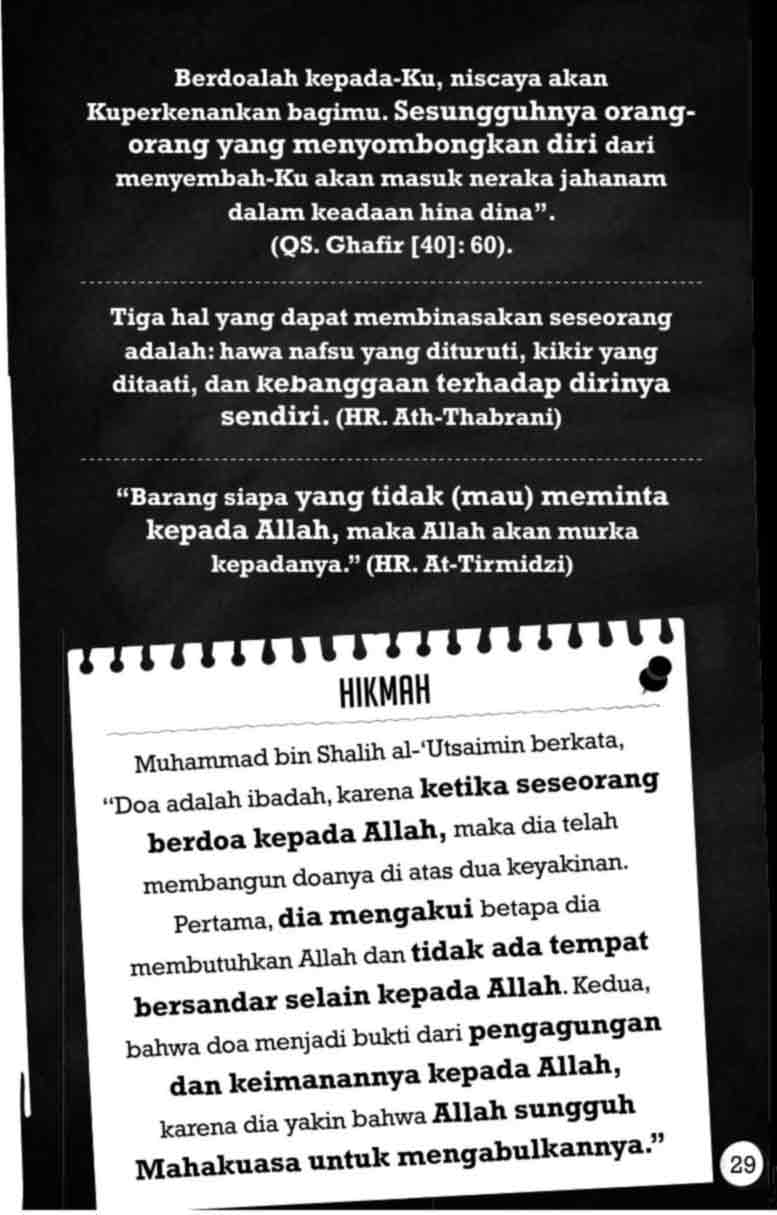 Berdoalah kepada-Ku, niscaya akan
Kuperkenankan bagimu. Sesungguhnya orang-
orang yang menyombongkan diri dari
menyembah-Ku akan masuk neraka jahanam
dalam keadaan hina dina”.
(QS. Ghafir [40]: 60).
Tiga hal yang dapat membinasakan seseorang
adalah: hawa nafsu yang dituruti, kikir yang
ditaati, dan kebanggaan terhadap dirinya
sendiri. (HR. Ath-Thabrani)
“Barang siapa yang tidak (mau) meminta
kepada Allah, maka Allah akan murka
kepadanya.” (HR. At-Tirmidzi)
HIKMAH
Muhammad bin Shalih al-‘Utsaimin berkata,
“Doa adalah ibadah, karena ketika seseorang
berdoa kepada Allah, maka dia telah
membangun doanya di atas dua keyakinan.
Pertama, dia mengakui betapa dia
membutuhkan Allah dan tidak ada tempat
bersandar selain kepada Allah. Kedua,
bahwa doa menjadi bukti dari pengagungan
dan keimanannya kepada Allah,
karena dia yakin bahwa Allah sungguh
Mahakuasa untuk mengabulkannya.”
29